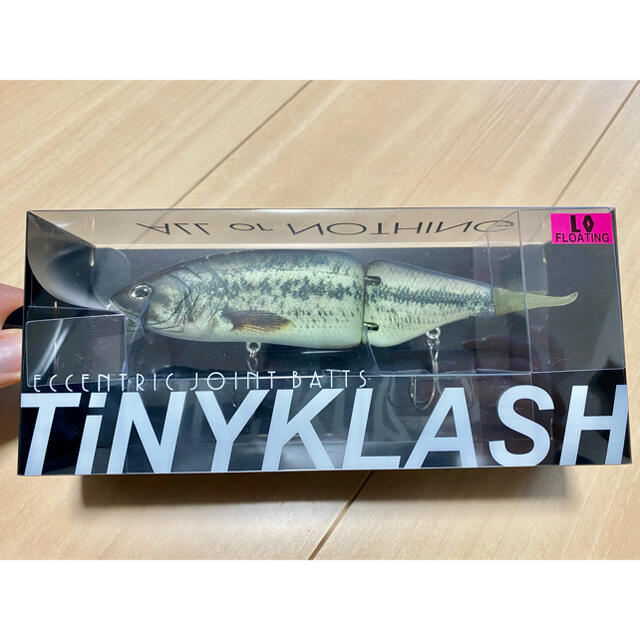 ALL or NOTHING
LO
FLOATING
ECCENTRIC JOINT BAITS
TiNYKLASH